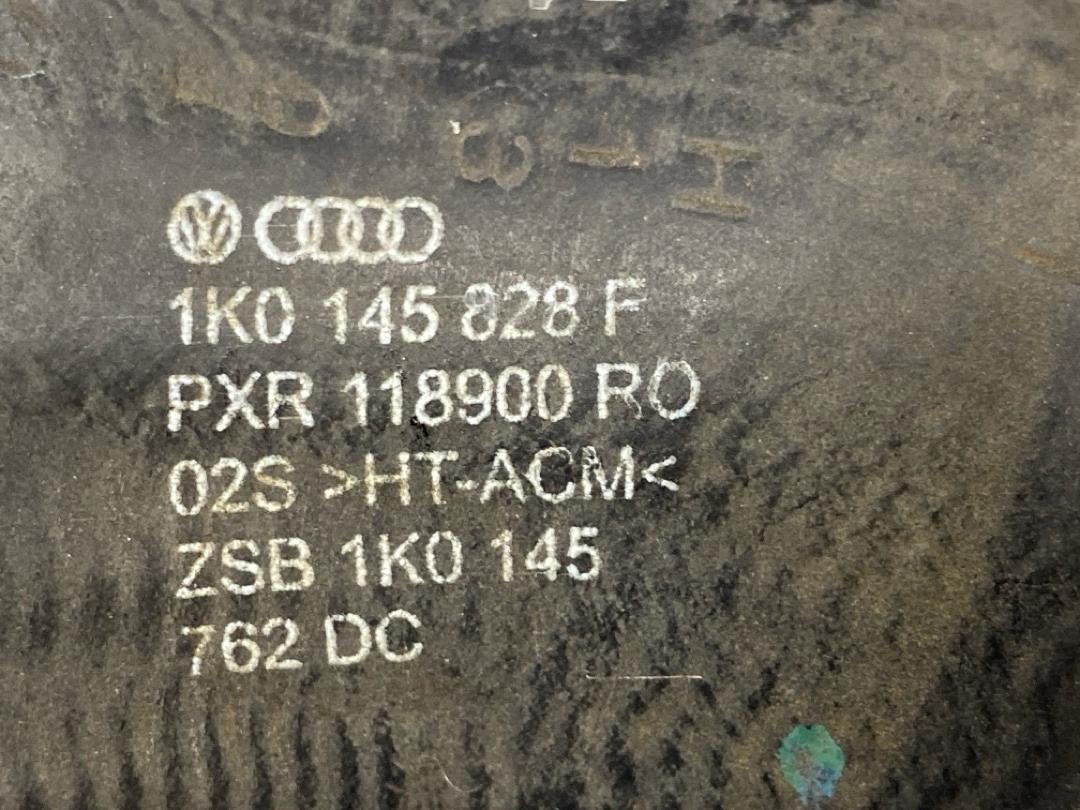 1K0 145 828 F
PXR 118900 RO
02S >HT-ACM<
ZSB 1K0 145
762 DC